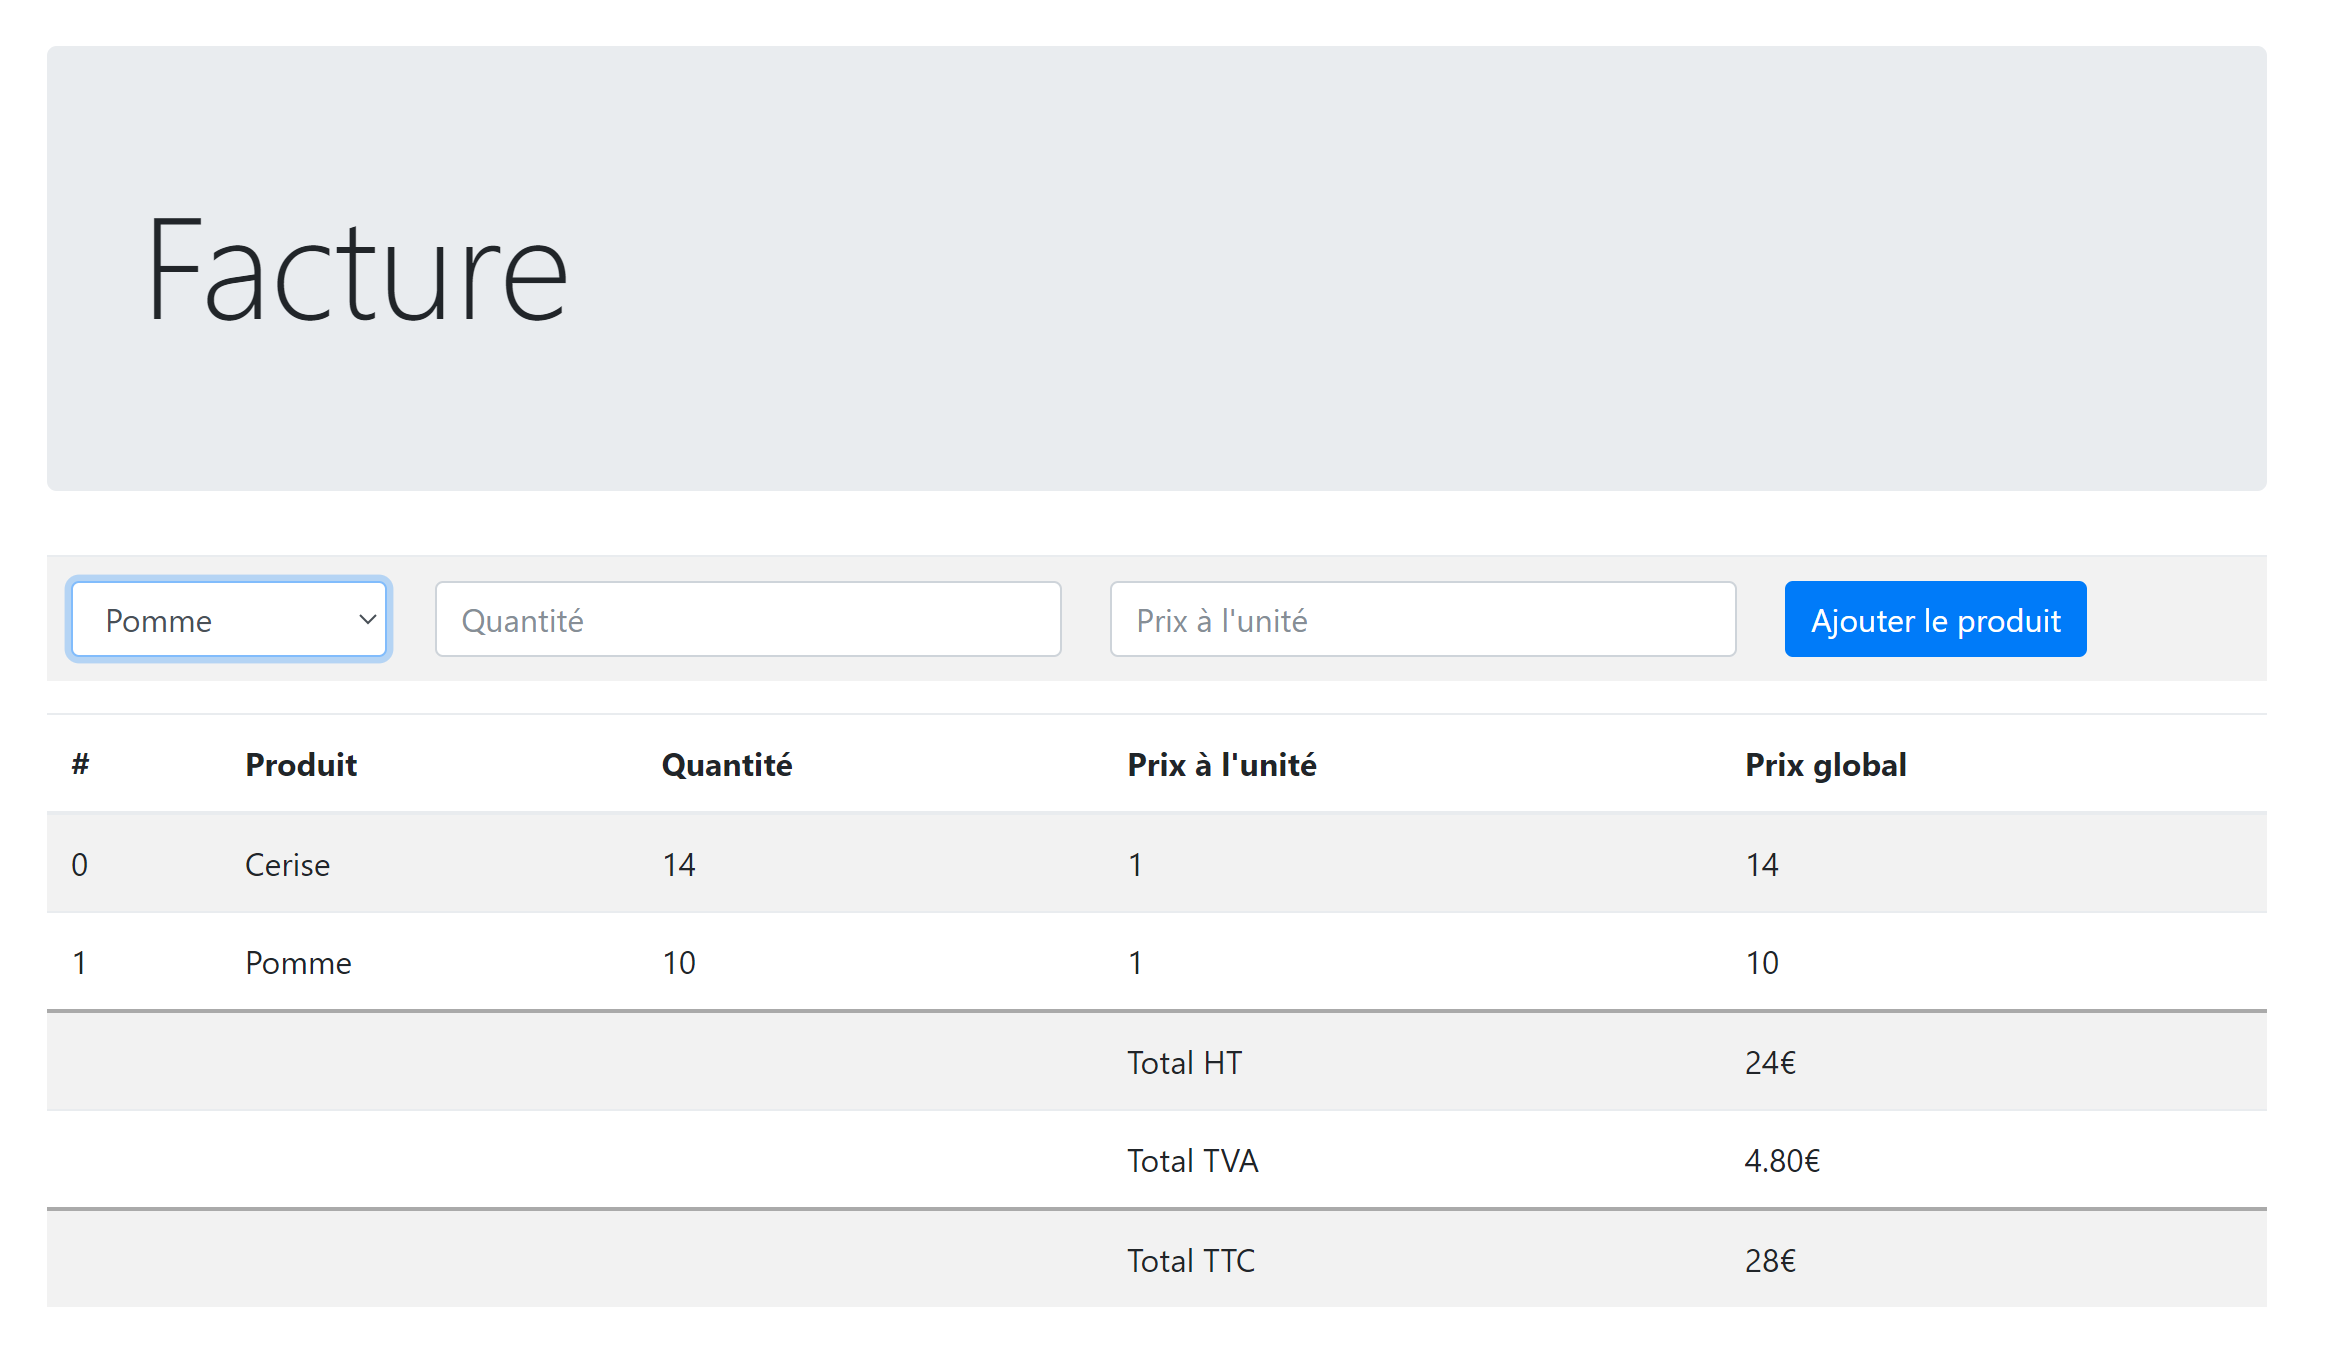 Facture
Pomme Quantité Prix à l'unité Ajouter le produit
# Produit Quantité Prix à l'unité Prix global
0 Cerise 14 1 14
1 Pomme 10 1 10
Total HT 24€
Total TVA 4.80€
Total TTC 28€